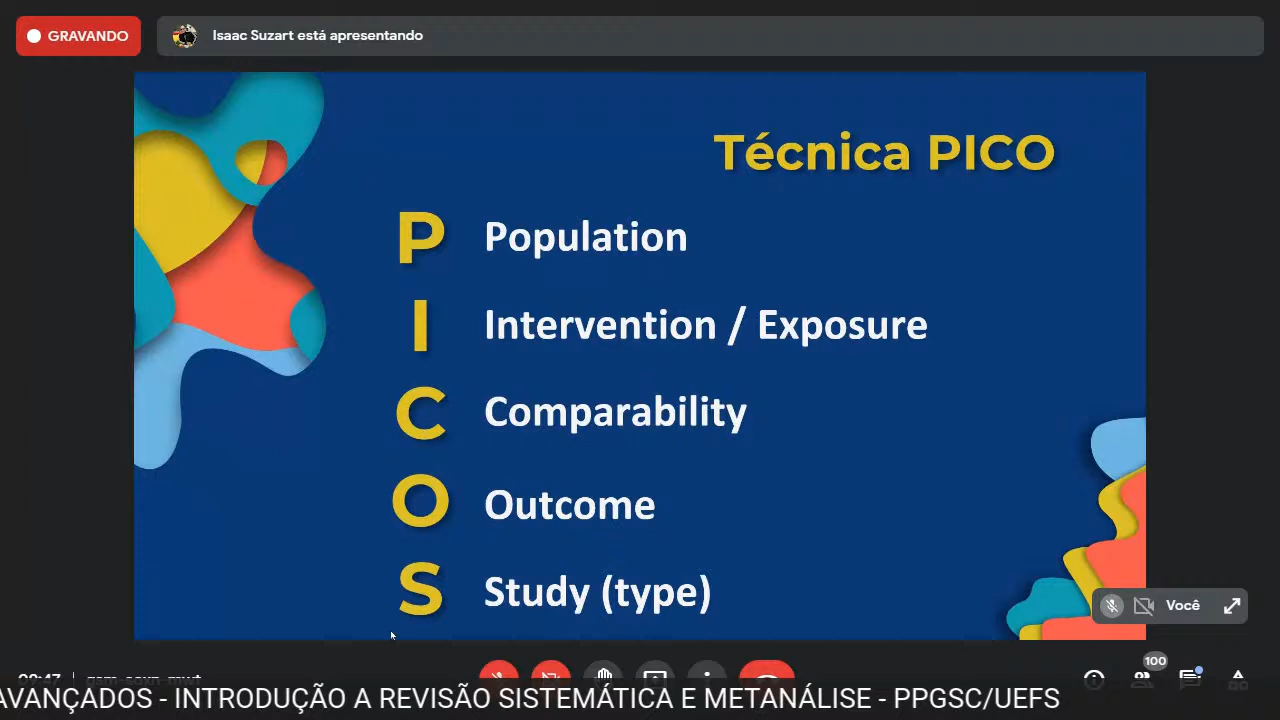 GRAVANDO
Isaac Suzart está apresentando
Técnica PICO
P Population
I Intervention / Exposure
C Comparability
O Outcome
S Study (type)
Você
100
AVANÇADOS - INTRODUÇÃO A REVISÃO SISTEMÁTICA E METANÁLISE - PPGSC/UEFS